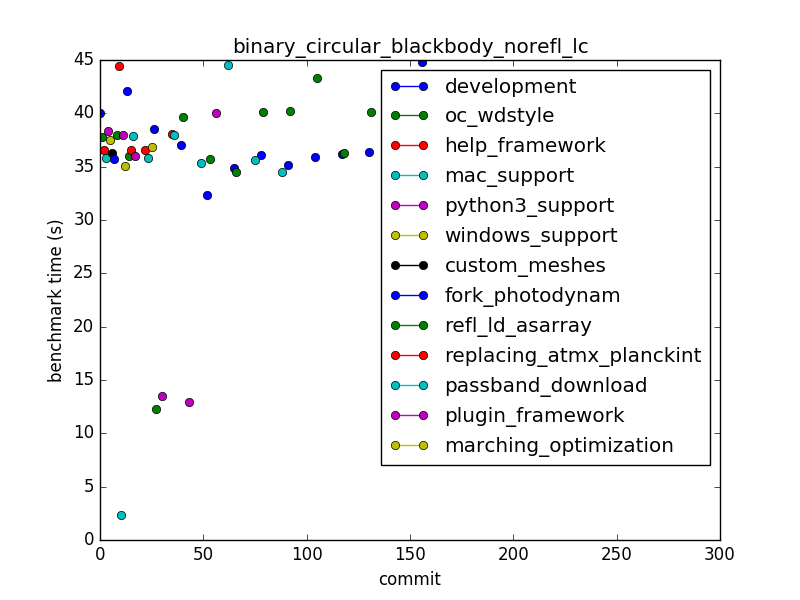 binary_circular_blackbody_norefl_lc
45
40
35
30
25
20
15
10
5
0
benchmark time (s)
development
oc_wdstyle
help_framework
mac_support
python3_support
windows_support
custom_meshes
fork_photodynam
refl_ld_asarray
replacing_atmx_planckint
passband_download
plugin_framework
marching_optimization
0 50 100 150 200 250 300
commit